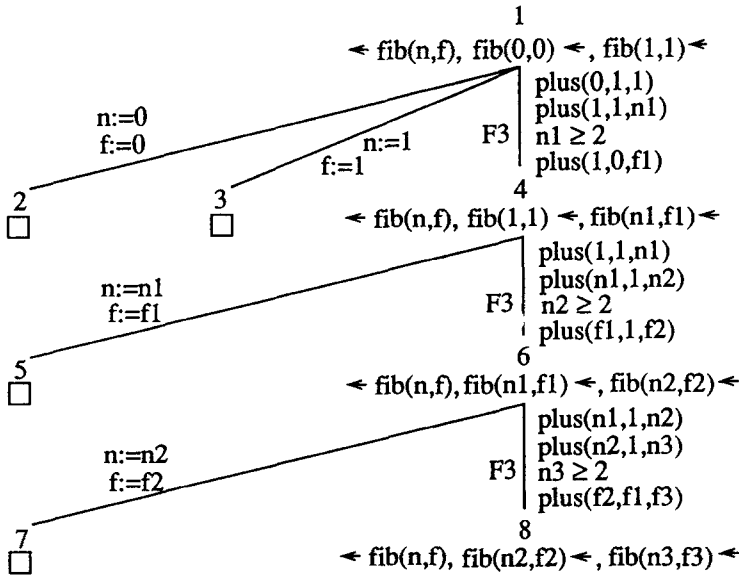 1
← fib(n,f), fib(0,0) ←, fib(1,1) ←
n:=0
f:=0
n:=1
f:=1
F3
plus(0,1,1)
plus(1,1,n1)
n1 ≥ 2
plus(1,0,f1)
2
3
4
← fib(n,f), fib(1,1) ←, fib(n1,f1) ←
n:=n1
f:=f1
F3
plus(1,1,n1)
plus(n1,1,n2)
n2 ≥ 2
plus(f1,1,f2)
5
6
← fib(n,f), fib(n1,f1) ←, fib(n2,f2) ←
n:=n2
f:=f2
F3
plus(n1,1,n2)
plus(n2,1,n3)
n3 ≥ 2
plus(f2,f1,f3)
7
8
← fib(n,f), fib(n2,f2) ←, fib(n3,f3) ←